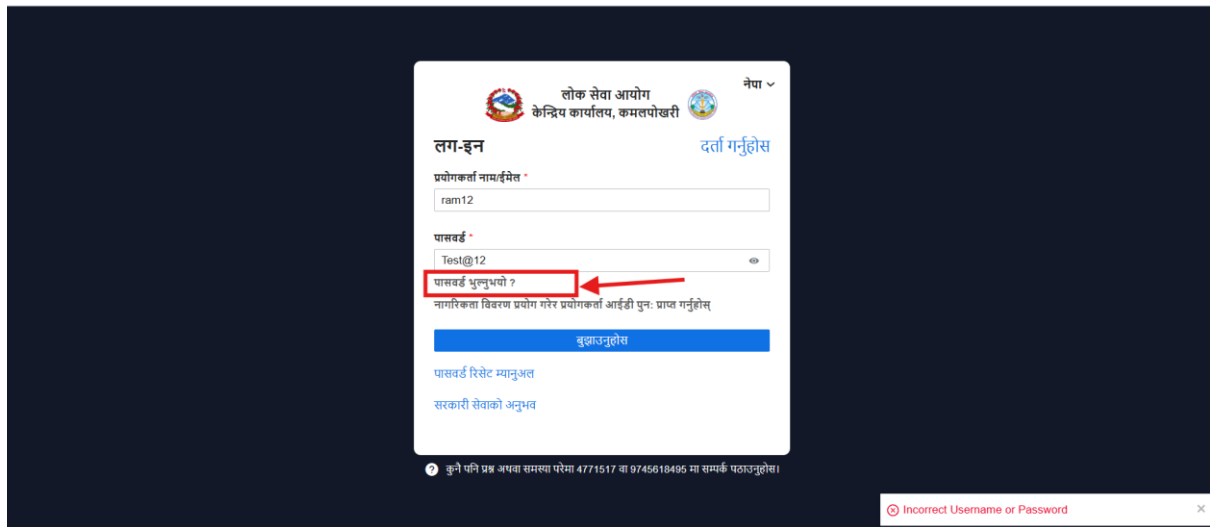 नेपा
लोक सेवा आयोग
केन्द्रिय कार्यालय, कमलपोखरी
लग-इन
दर्ता गर्नुहोस
प्रयोगकर्ता नाम/ईमेल *
ram12
पासवर्ड *
Test@12
पासवर्ड भुल्नुभयो ?
नागरिकता विवरण प्रयोग गरेर प्रयोगकर्ता आईडी पुन: प्राप्त गर्नुहोस्
बुझाउनुहोस
पासवर्ड रिसेट म्यानुअल
सरकारी सेवाको अनुभव
? कुनै पनि प्रश्न अथवा समस्या परेमा 4771517 वा 9745618495 मा सम्पर्क पठाउनुहोस।
Incorrect Username or Password